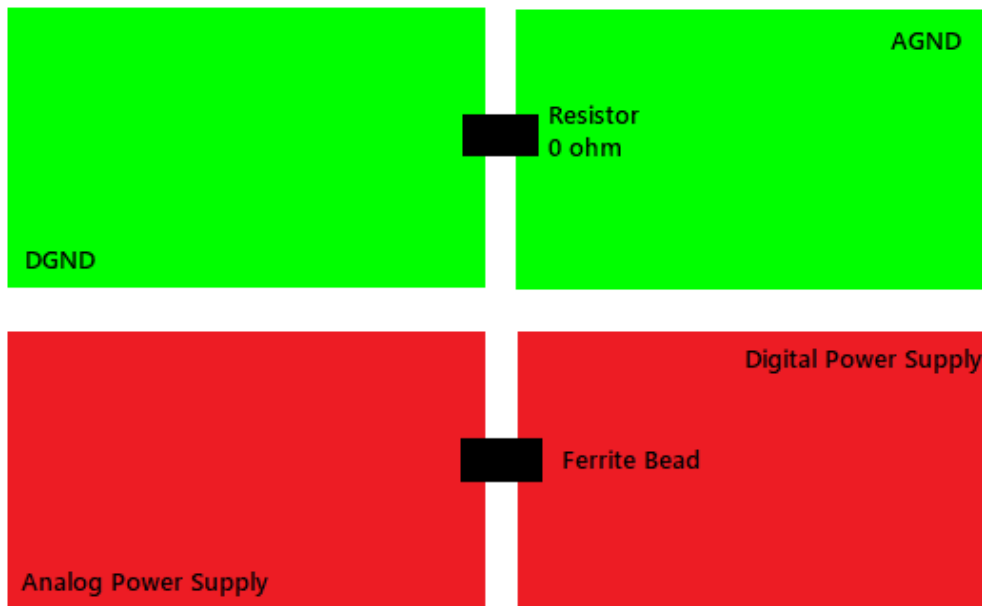 AGND
Resistor
0 ohm
DGND
Digital Power Supply
Ferrite Bead
Analog Power Supply